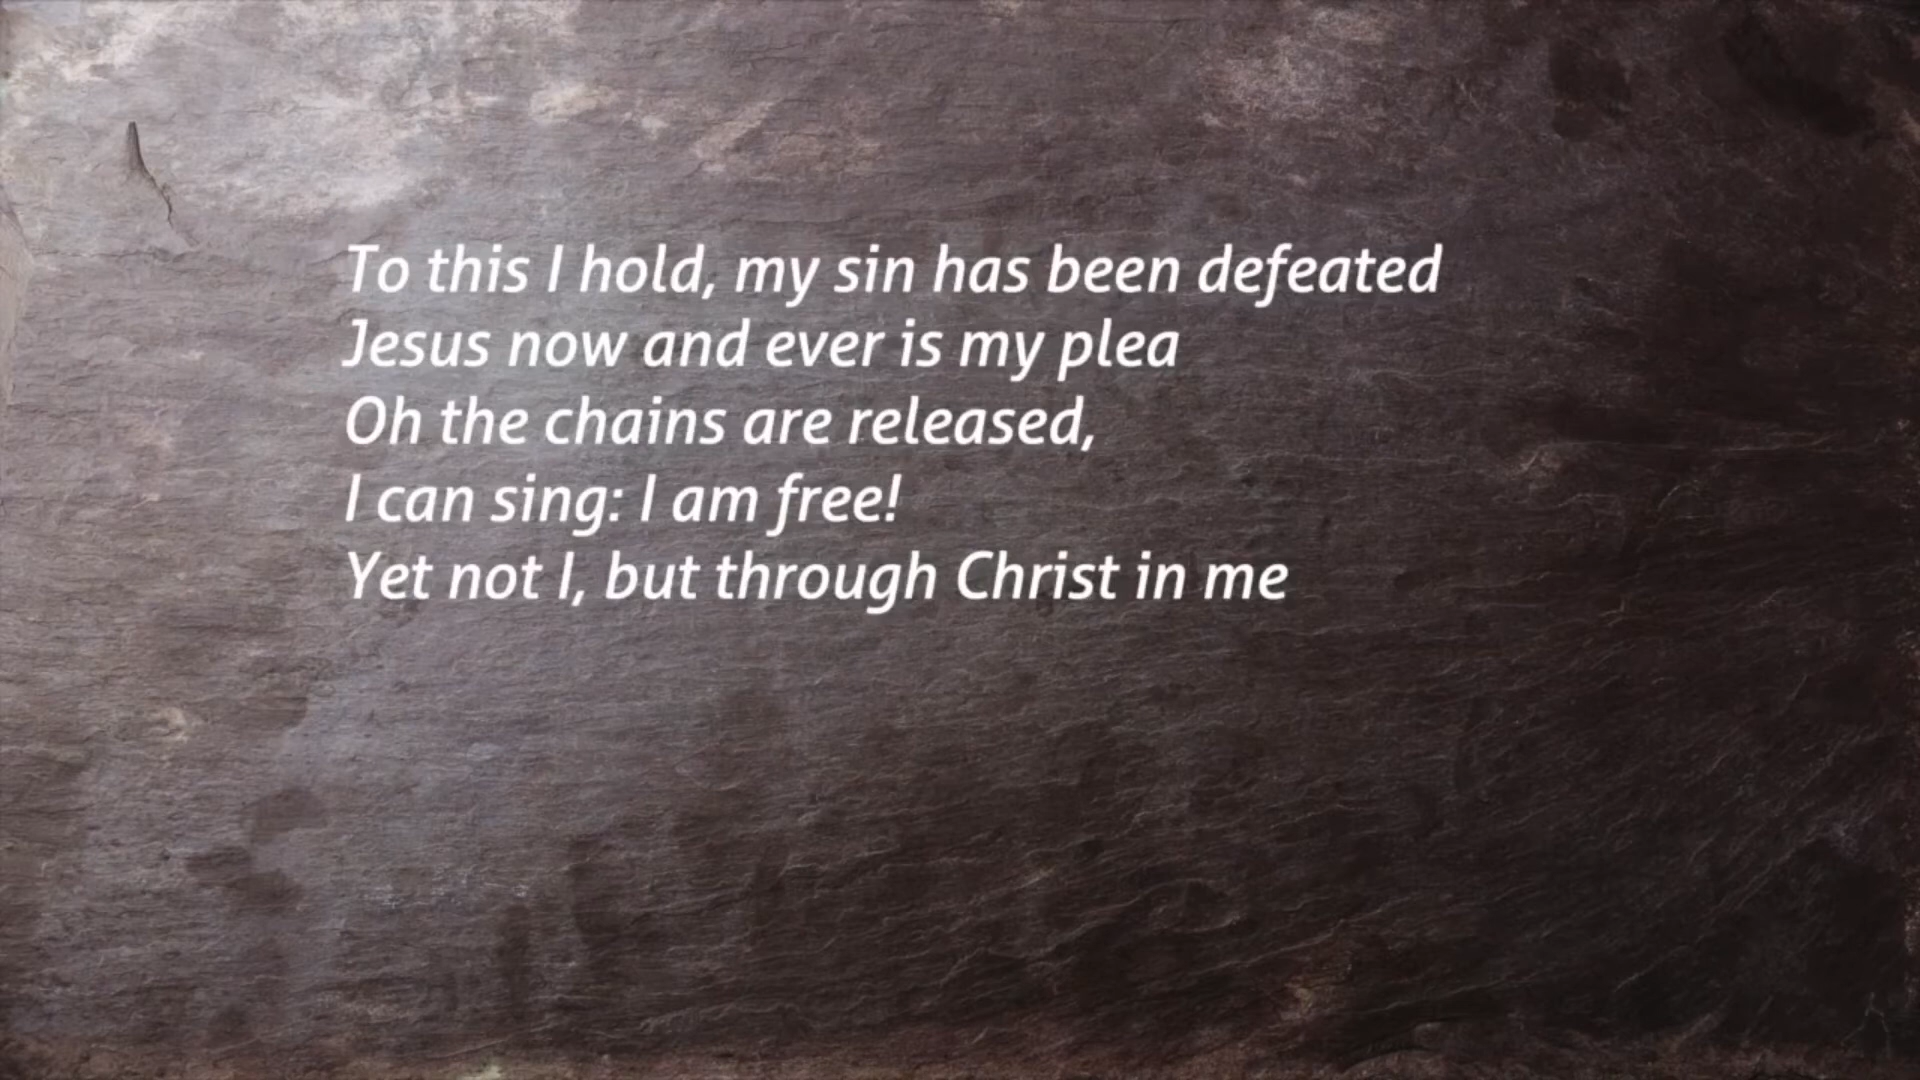 To this I hold, my sin has been defeated
Jesus now and ever is my plea
Oh the chains are released,
I can sing: I am free!
Yet not I, but through Christ in me